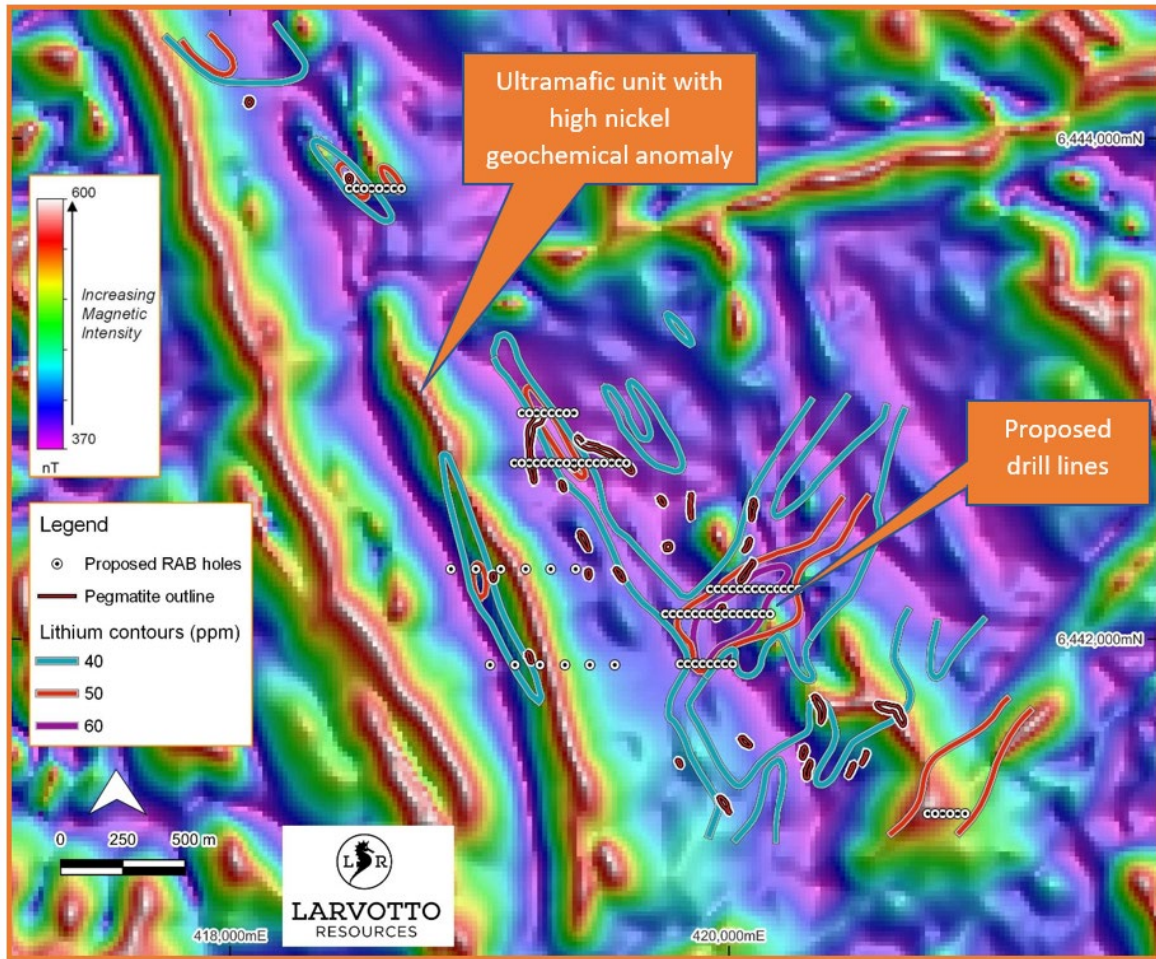 Ultramafic unit with
high nickel
geochemical anomaly
6,444,000mN
600
Increasing
Magnetic
Intensity
370
nT
Proposed
drill lines
Legend
Proposed RAB holes
Pegmatite outline
Lithium contours (ppm)
40
50
60
6,442,000mN
0 250 500 m
L R
LARVOTTO
RESOURCES
418,000mE
420,000mE